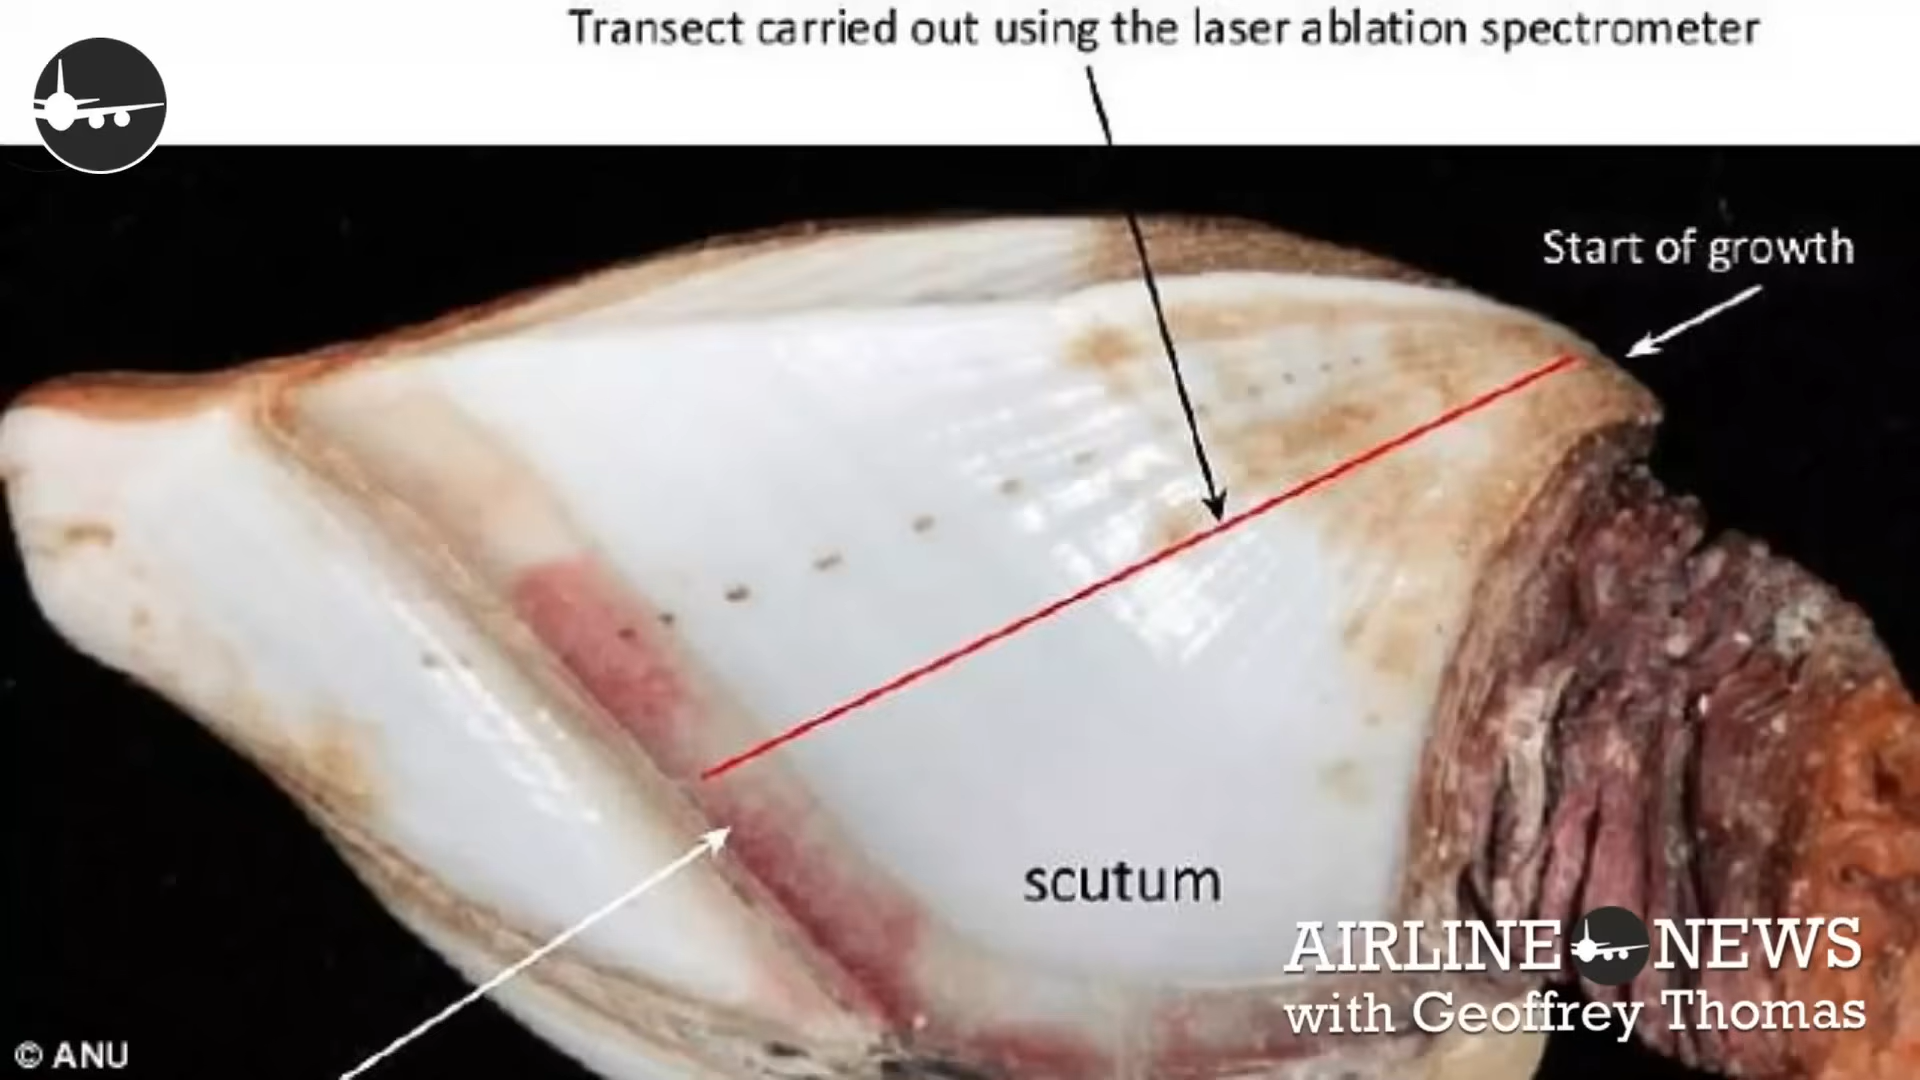 Transect carried out using the laser ablation spectrometer
Start of growth
scutum
AIRLINE NEWS
with Geoffrey Thomas
© ANU